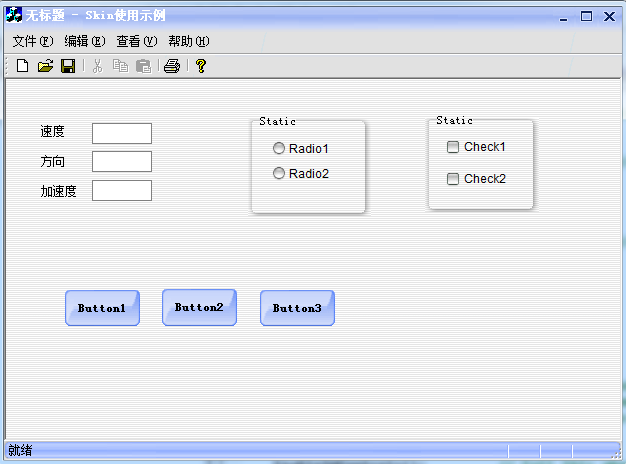 无标题 - Skin使用示例
文件(F) 编辑(E) 查看(V) 帮助(H)
速度
方向
加速度
Static
Radio1
Radio2
Static
Check1
Check2
Button1 Button2 Button3
就绪